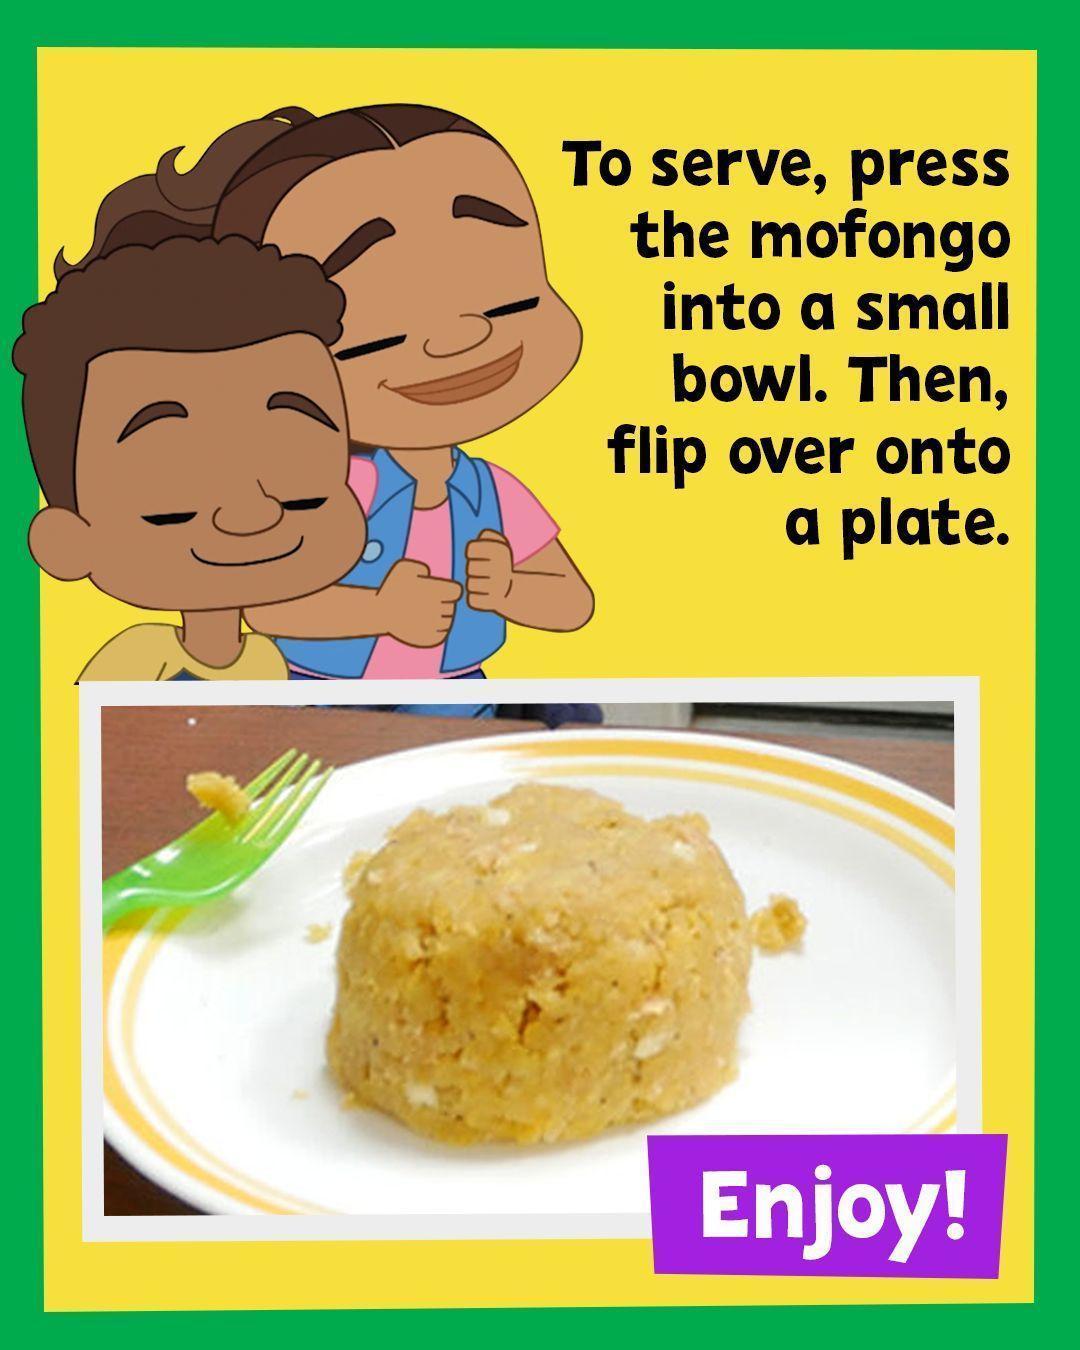 To serve, press
the mofongo
into a small
bowl. Then,
flip over onto
a plate.
Enjoy!